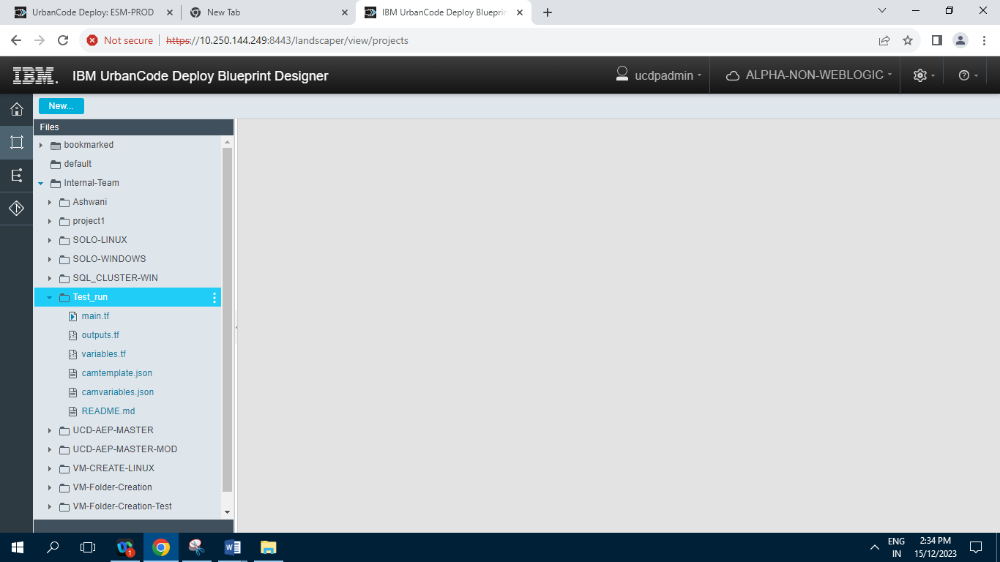 UrbanCode Deploy: ESM-PROD
New Tab
IBM UrbanCode Deploy Blueprin
Not secure
https://10.250.144.249:8443/landscaper/view/projects
IBM. IBM UrbanCode Deploy Blueprint Designer
ucdpadmin
ALPHA-NON-WEBLOGIC
New...
Files
bookmarked
default
Internal-Team
Ashwani
project1
SOLO-LINUX
SOLO-WINDOWS
SQL_CLUSTER-WIN
Test_run
main.tf
outputs.tf
variables.tf
camtemplate.json
camvariables.json
README.md
UCD-AEP-MASTER
UCD-AEP-MASTER-MOD
VM-CREATE-LINUX
VM-Folder-Creation
VM-Folder-Creation-Test
1
ENG
IN
2:34 PM
15/12/2023